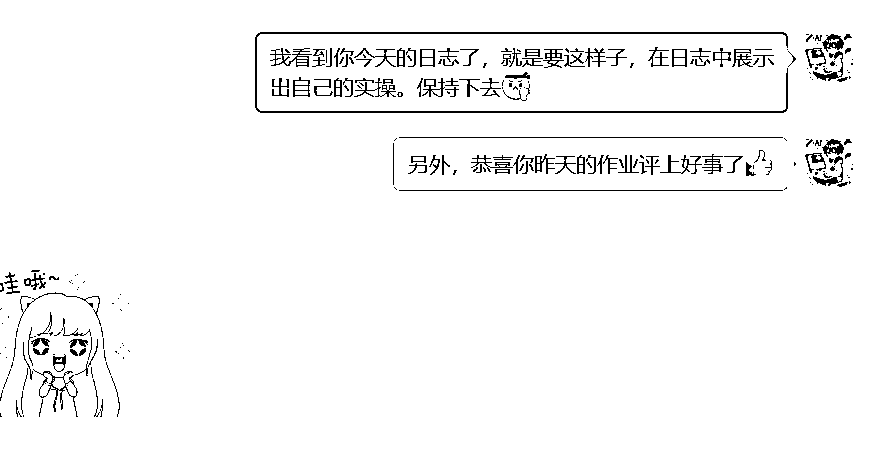 我看到你今天的日志了，就是要这样子，在日志中展示
出自己的实操。保持下去
另外，恭喜你昨天的作业评上好事了
哇哦~